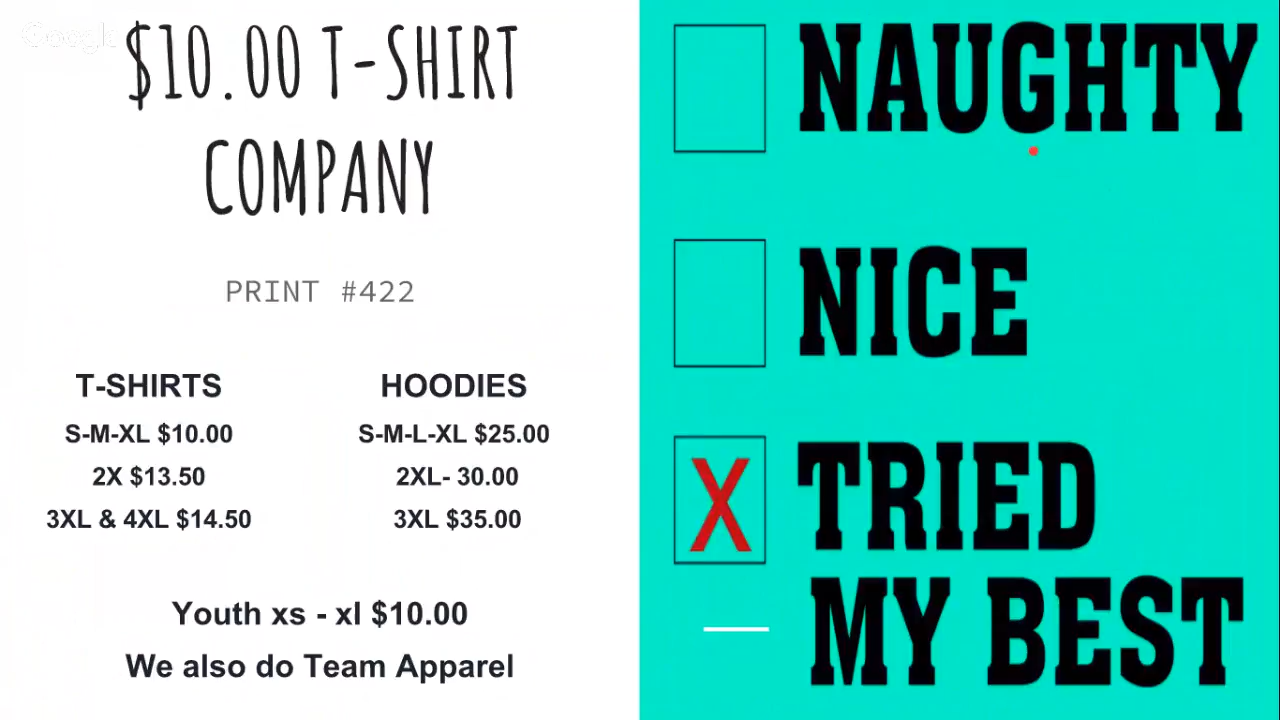 Google
$10.00 T-SHIRT
COMPANY
PRINT #422
T-SHIRTS
S-M-XL $10.00
2X $13.50
3XL & 4XL $14.50
HOODIES
S-M-L-XL $25.00
2XL- 30.00
3XL $35.00
Youth xs - xl $10.00
We also do Team Apparel
NAUGHTY
NICE
X TRIED
MY BEST